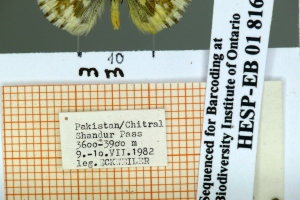 10
mm
Pakistan/Chitral
Shandur Pass
3600-3900 m
9.-10.VII.1982
leg. ECKWEILER
Sequenced for Barcoding at
Biodiversity Institute of Ontario
HESP-EB 01 816